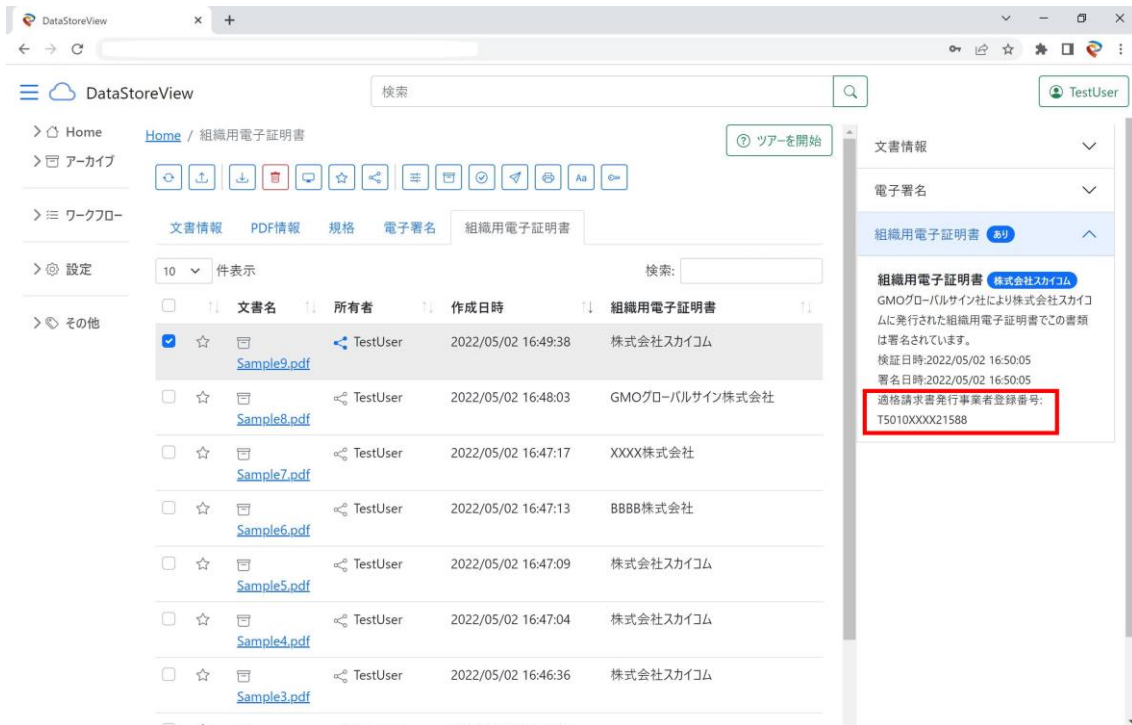 DataStoreView
DataStoreView
検索
TestUser
Home
アーカイブ
ワークフロー
設定
その他
Home / 組織用電子証明書
ツアーを開始
Aa
文書情報 PDF情報 規格 電子署名 組織用電子証明書
10 件表示
検索:
文書名 所有者 作成日時 組織用電子証明書
Sample9.pdf TestUser 2022/05/02 16:49:38 株式会社スカイコム
Sample8.pdf TestUser 2022/05/02 16:48:03 GMOグローバルサイン株式会社
Sample7.pdf TestUser 2022/05/02 16:47:17 XXXX株式会社
Sample6.pdf TestUser 2022/05/02 16:47:13 BBBB株式会社
Sample5.pdf TestUser 2022/05/02 16:47:09 株式会社スカイコム
Sample4.pdf TestUser 2022/05/02 16:47:04 株式会社スカイコム
Sample3.pdf TestUser 2022/05/02 16:46:36 株式会社スカイコム
文書情報
電子署名
組織用電子証明書 あり
組織用電子証明書 株式会社スカイコム
GMOグローバルサイン社により株式会社スカイコ
ムに発行された組織用電子証明書でこの書類
は署名されています。
検証日時:2022/05/02 16:50:05
署名日時:2022/05/02 16:50:05
適格請求書発行事業者登録番号:
T5010XXXX21588